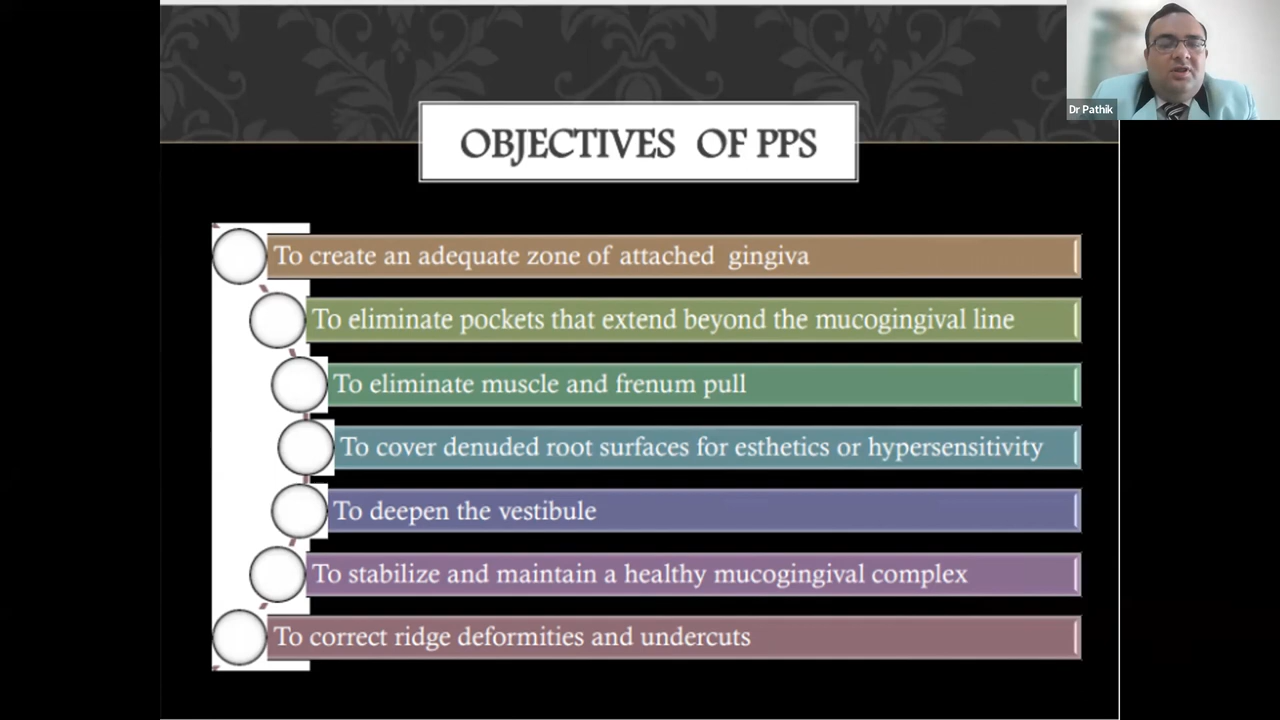 Dr Pathik
OBJECTIVES OF PPS
To create an adequate zone of attached gingiva
To eliminate pockets that extend beyond the mucogingival line
To eliminate muscle and frenum pull
To cover denuded root surfaces for esthetics or hypersensitivity
To deepen the vestibule
To stabilize and maintain a healthy mucogingival complex
To correct ridge deformities and undercuts